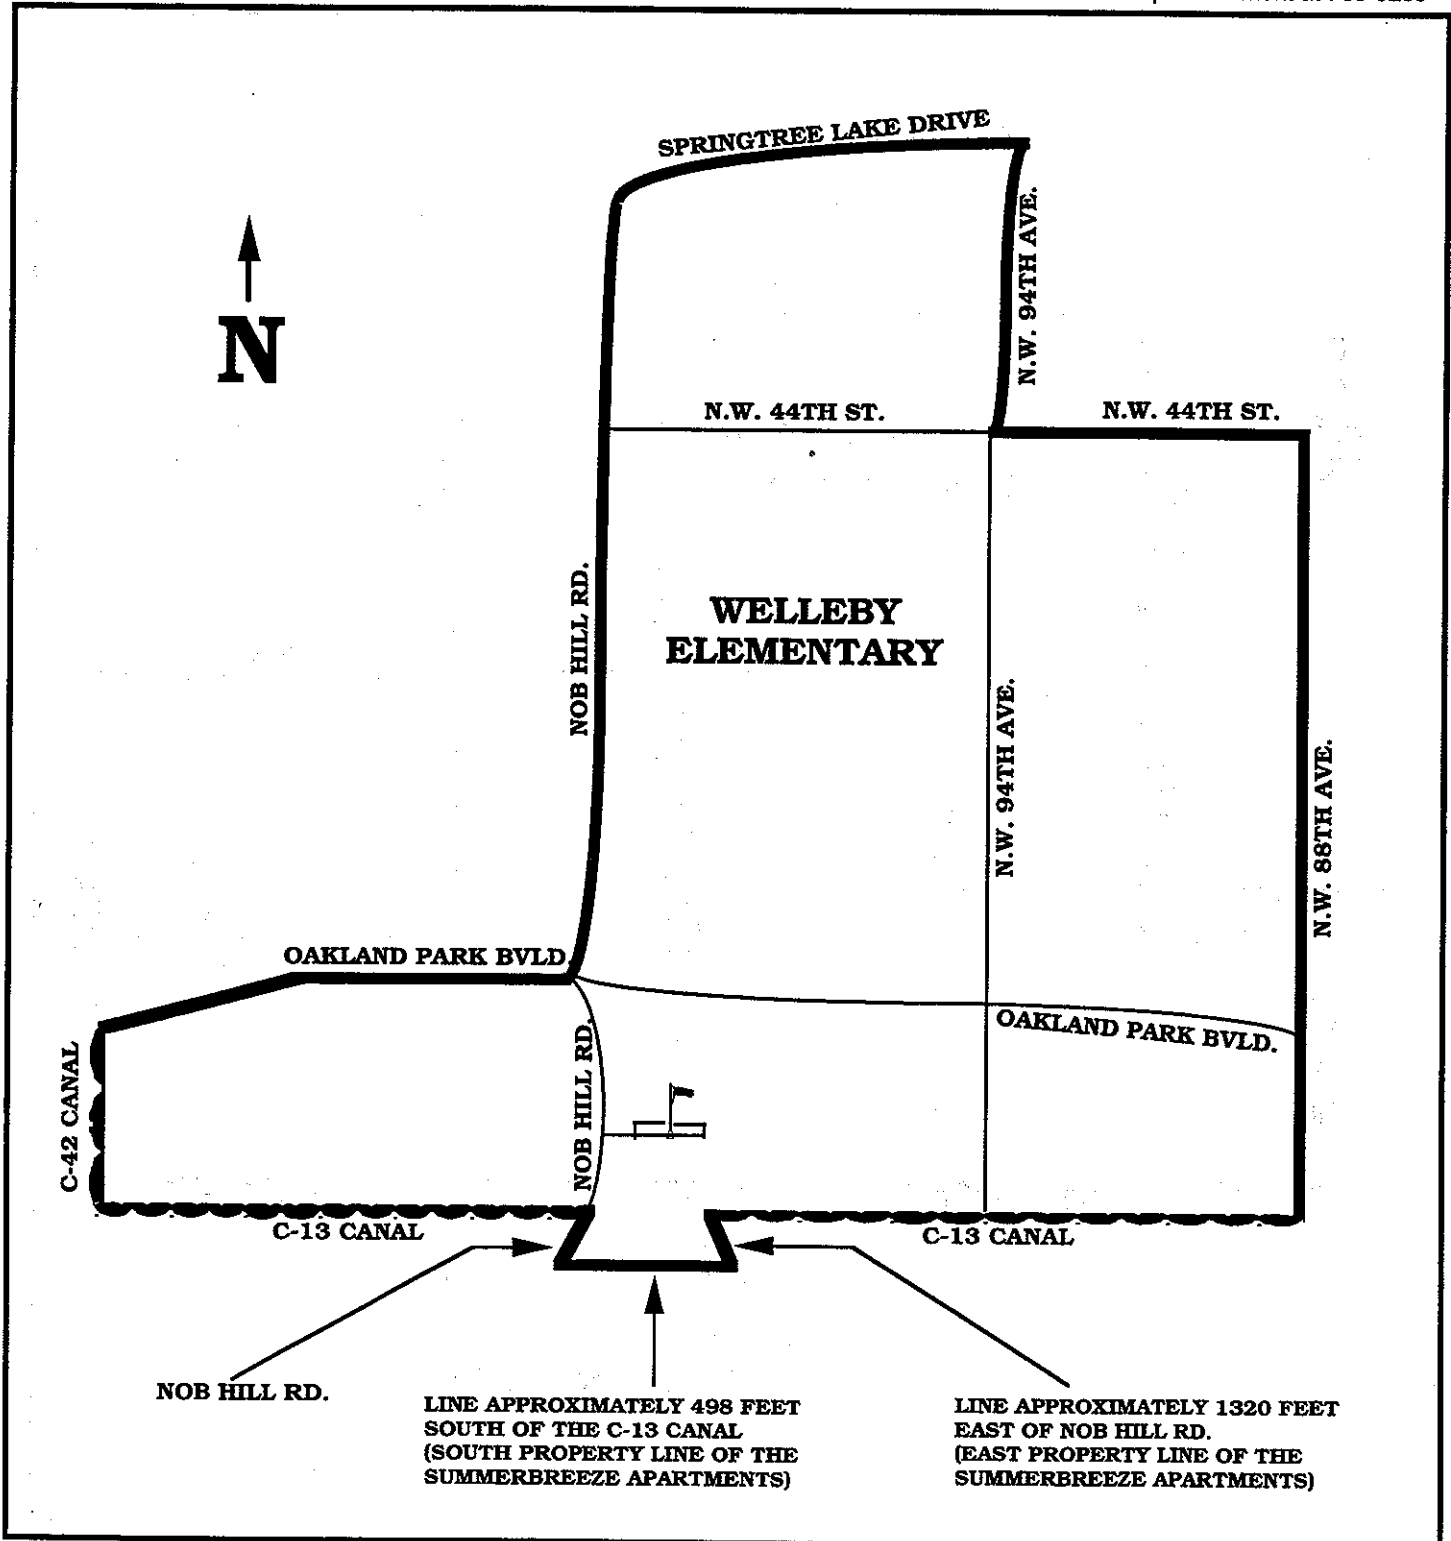 SPRINGTREE LAKE DRIVE
N.W. 94TH AVE.
N
N.W. 44TH ST.
N.W. 44TH ST.
NOB HILL RD.
WELLEBY
ELEMENTARY
N.W. 94TH AVE.
N.W. 88TH AVE.
OAKLAND PARK BVLD.
OAKLAND PARK BVLD.
C-42 CANAL
NOB HILL RD.
C-13 CANAL
C-13 CANAL
NOB HILL RD.
LINE APPROXIMATELY 498 FEET
SOUTH OF THE C-13 CANAL
(SOUTH PROPERTY LINE OF THE
SUMMERBREEZE APARTMENTS)
LINE APPROXIMATELY 1320 FEET
EAST OF NOB HILL RD.
(EAST PROPERTY LINE OF THE
SUMMERBREEZE APARTMENTS)